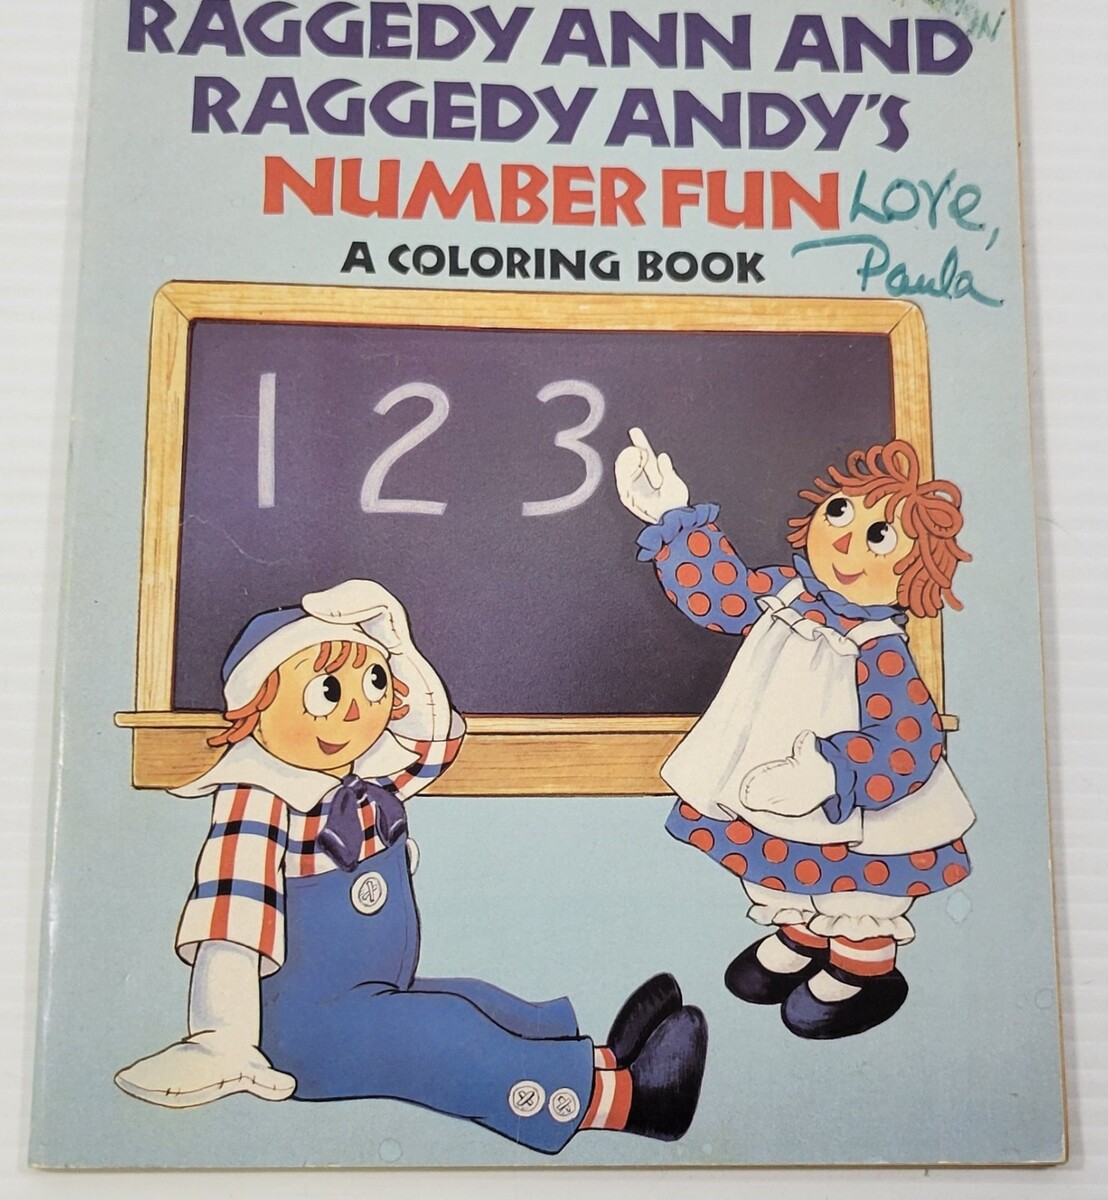 RAGGEDY ANN AND
RAGGEDY ANDY'S
NUMBER FUN
Love,
Paula
A COLORING BOOK
1 2 3